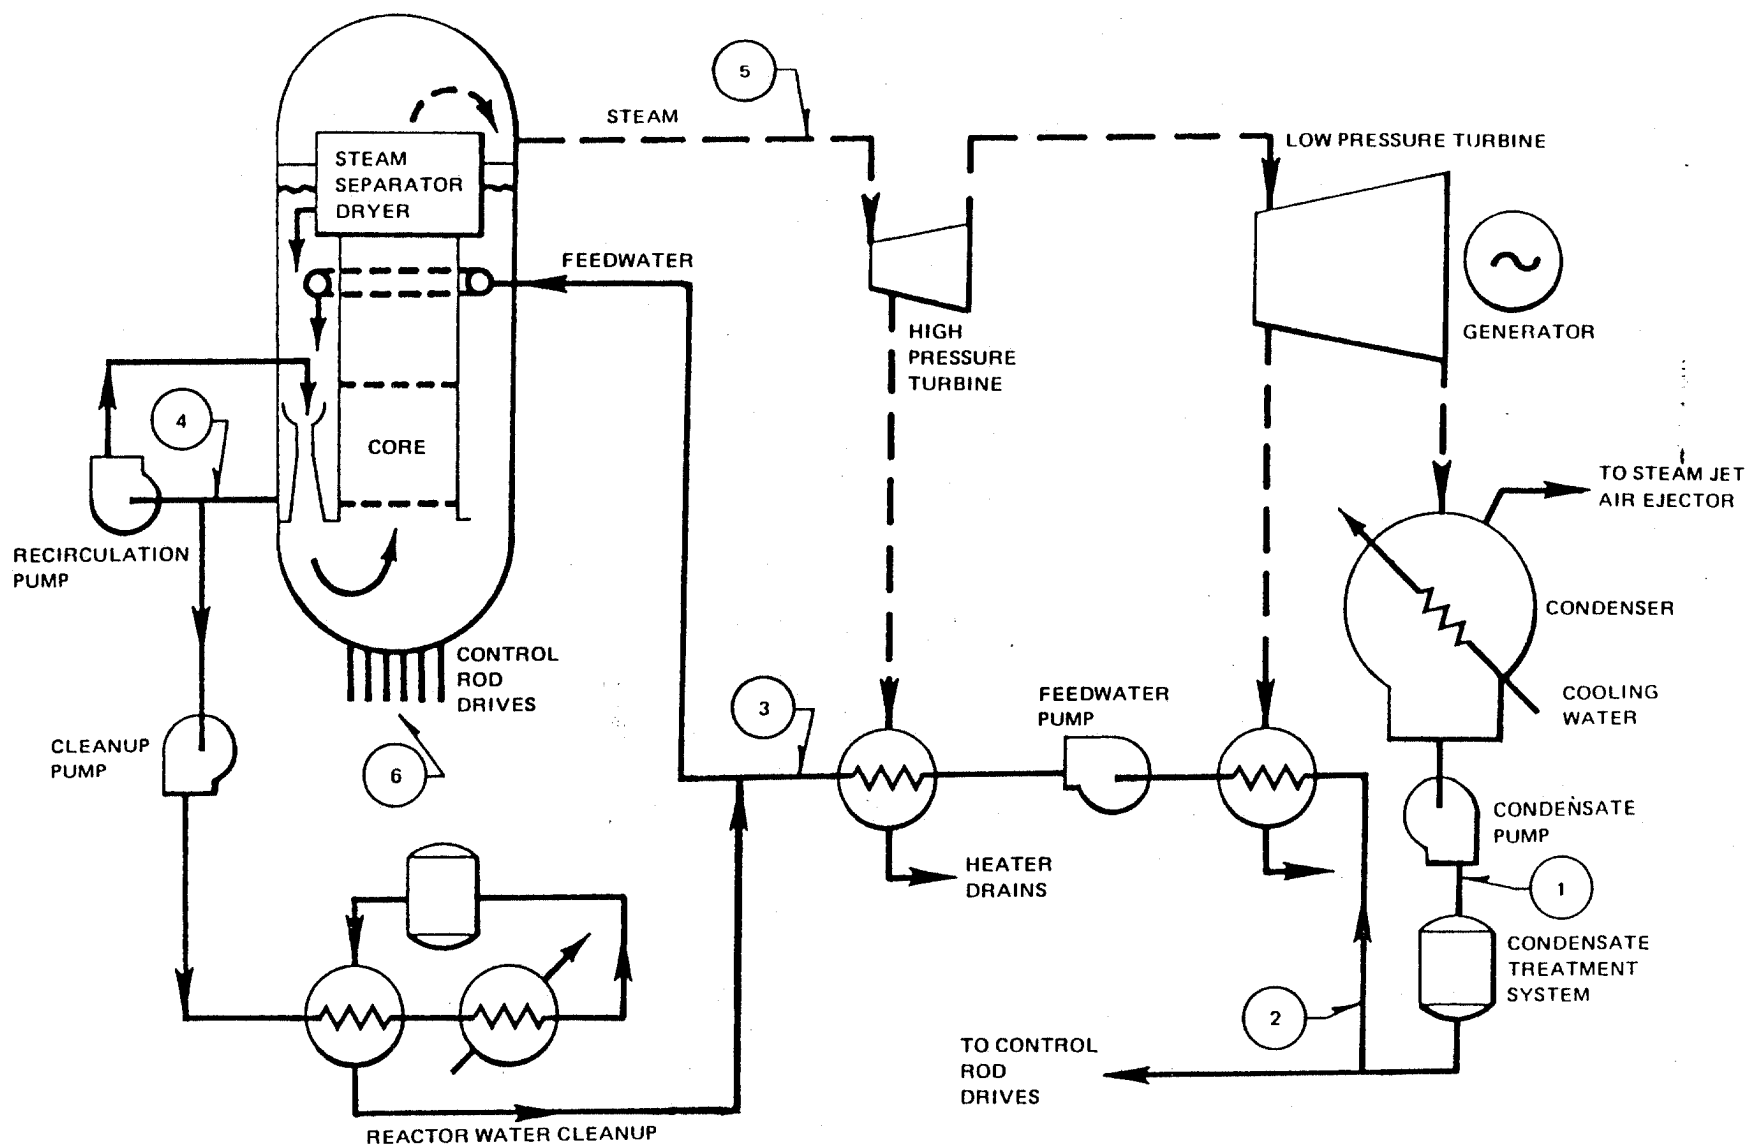 5
STEAM
LOW PRESSURE TURBINE
STEAM
SEPARATOR
DRYER
FEEDWATER
HIGH
PRESSURE
TURBINE
GENERATOR
4
CORE
TO STEAM JET
AIR EJECTOR
RECIRCULATION
PUMP
CONDENSER
CONTROL
ROD
DRIVES
COOLING
WATER
3
FEEDWATER
PUMP
CLEANUP
PUMP
6
CONDENSATE
PUMP
HEATER
DRAINS
1
CONDENSATE
TREATMENT
SYSTEM
2
TO CONTROL
ROD
DRIVES
REACTOR WATER CLEANUP